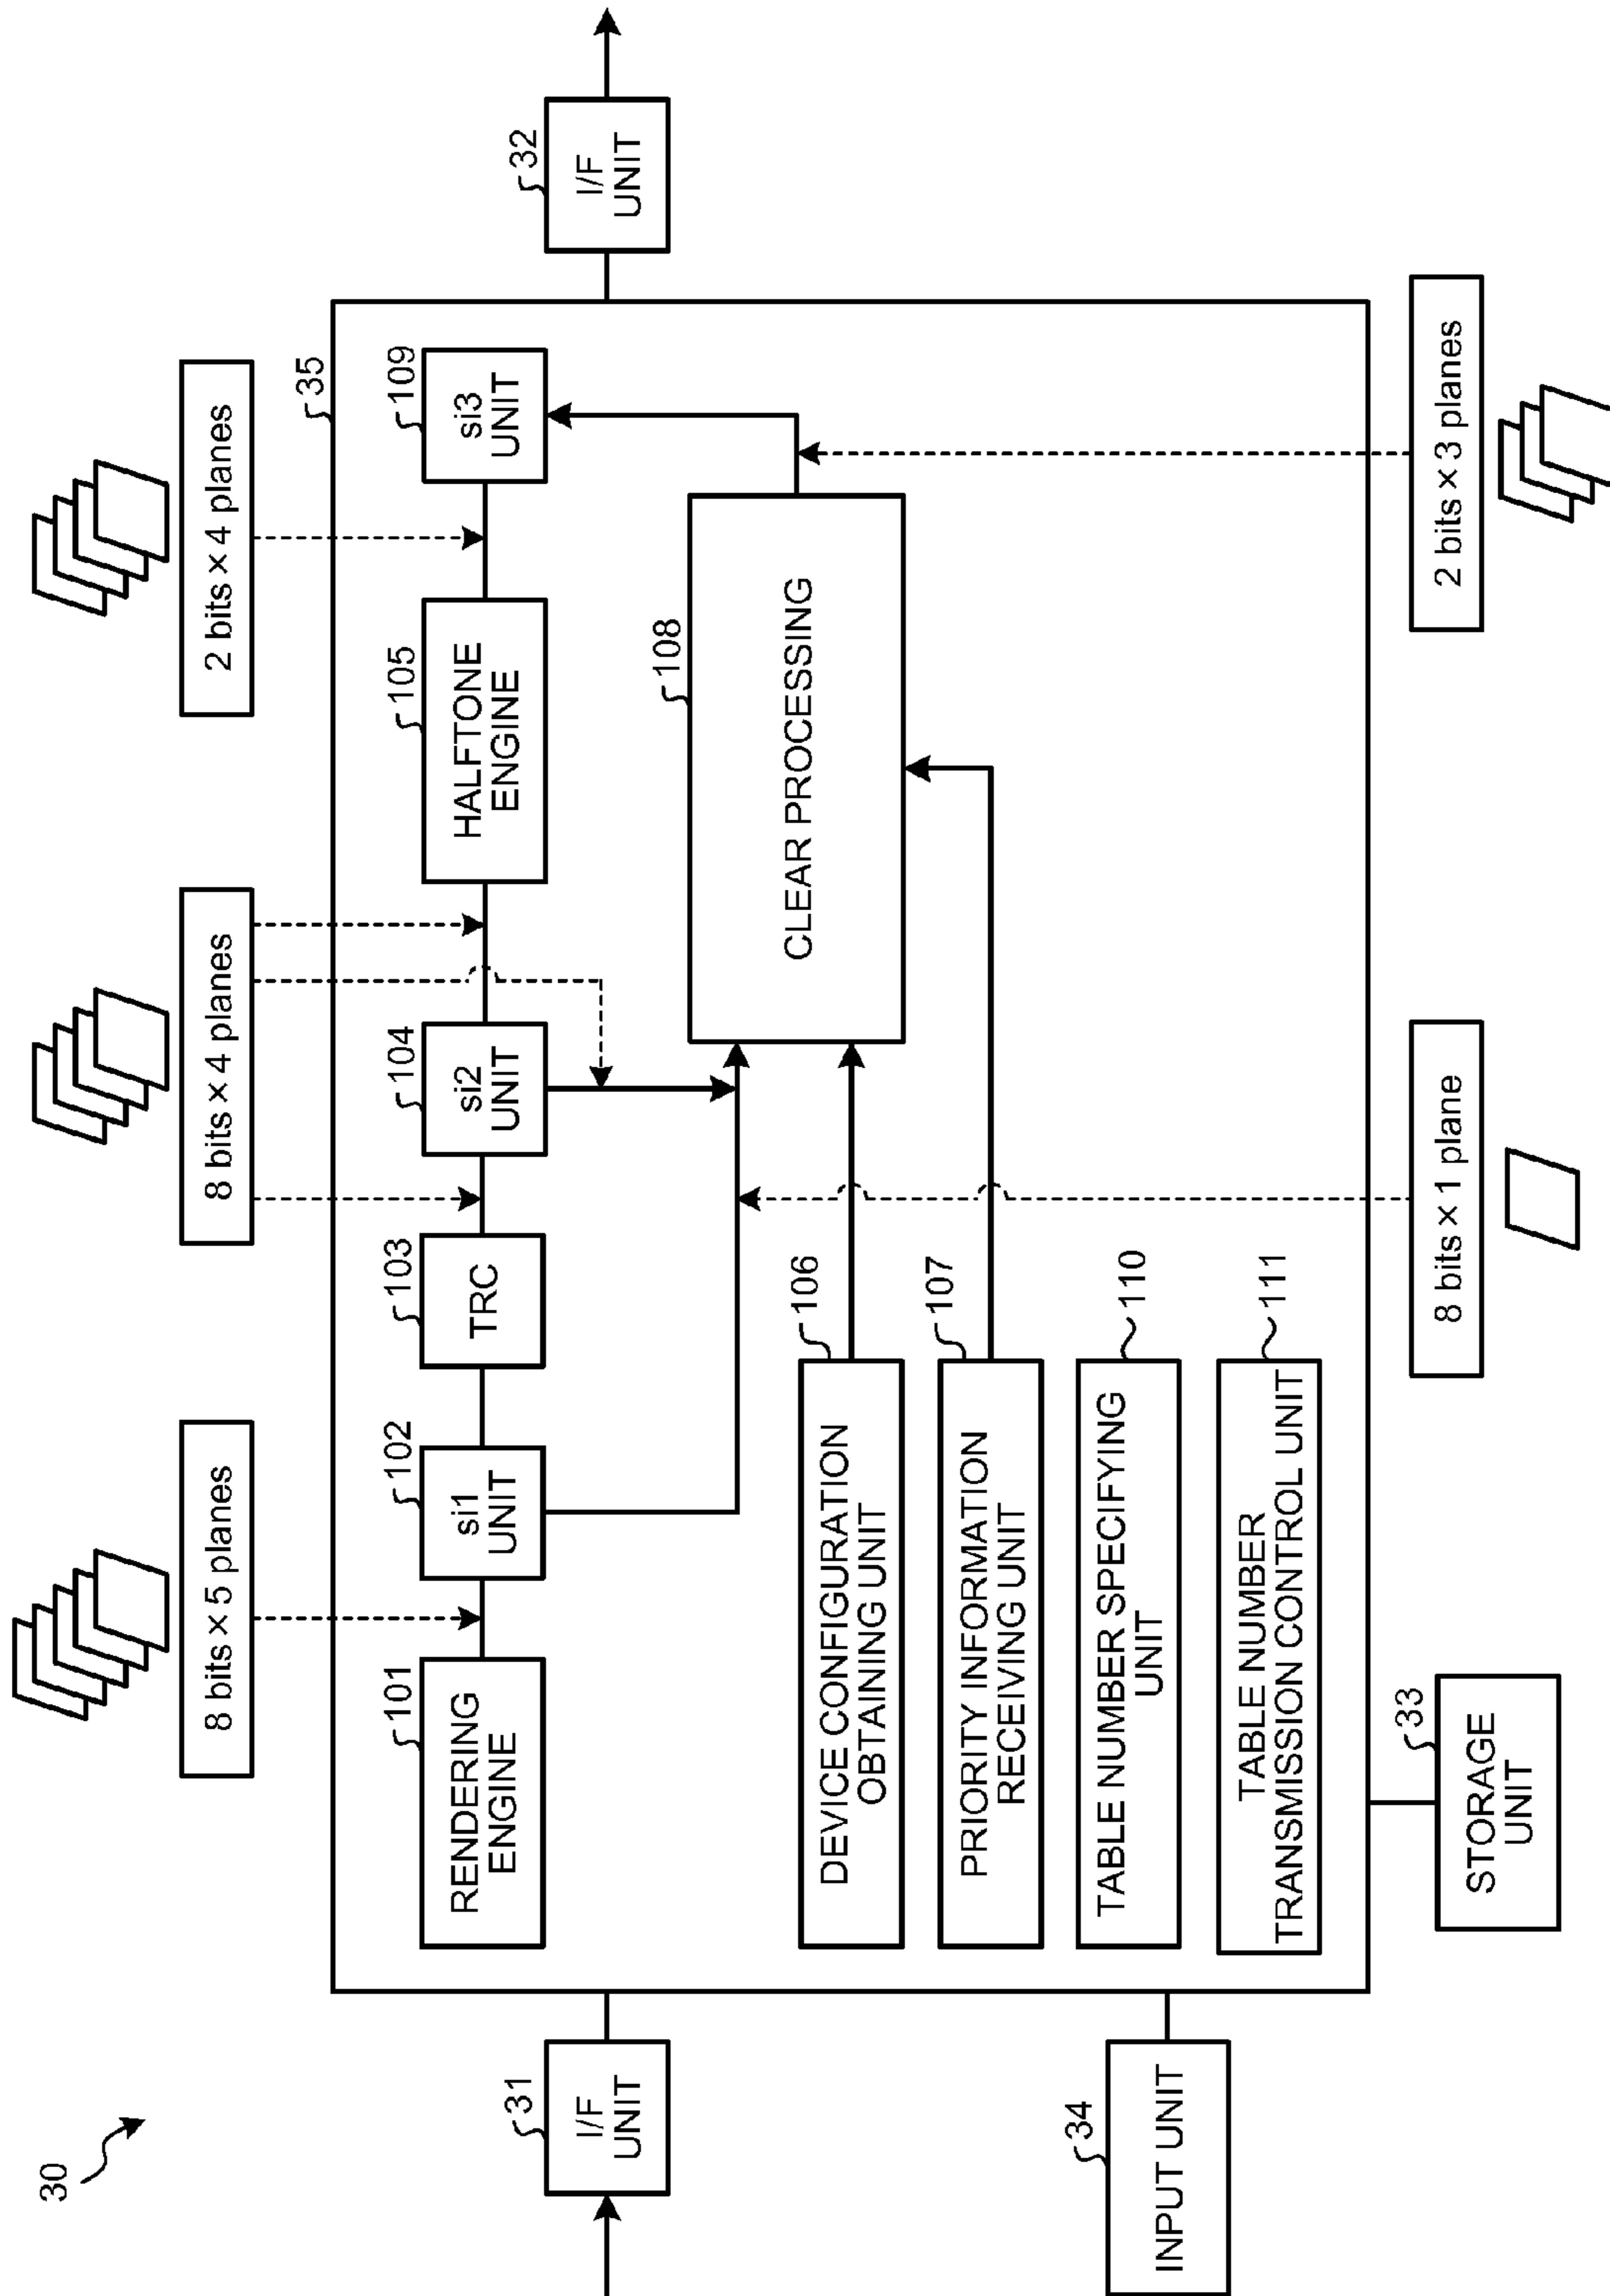 30
8 bits × 5 planes
8 bits × 4 planes
2 bits × 4 planes
35
31
I/F
UNIT
101
RENDERING
ENGINE
102
si1
UNIT
103
TRC
104
si2
UNIT
105
HALFTONE
ENGINE
109
si3
UNIT
32
I/F
UNIT
108
CLEAR PROCESSING
106
DEVICE CONFIGURATION
OBTAINING UNIT
107
PRIORITY INFORMATION
RECEIVING UNIT
110
TABLE NUMBER SPECIFYING
UNIT
111
TABLE NUMBER
TRANSMISSION CONTROL UNIT
34
INPUT UNIT
33
STORAGE
UNIT
8 bits × 1 plane
2 bits × 3 planes